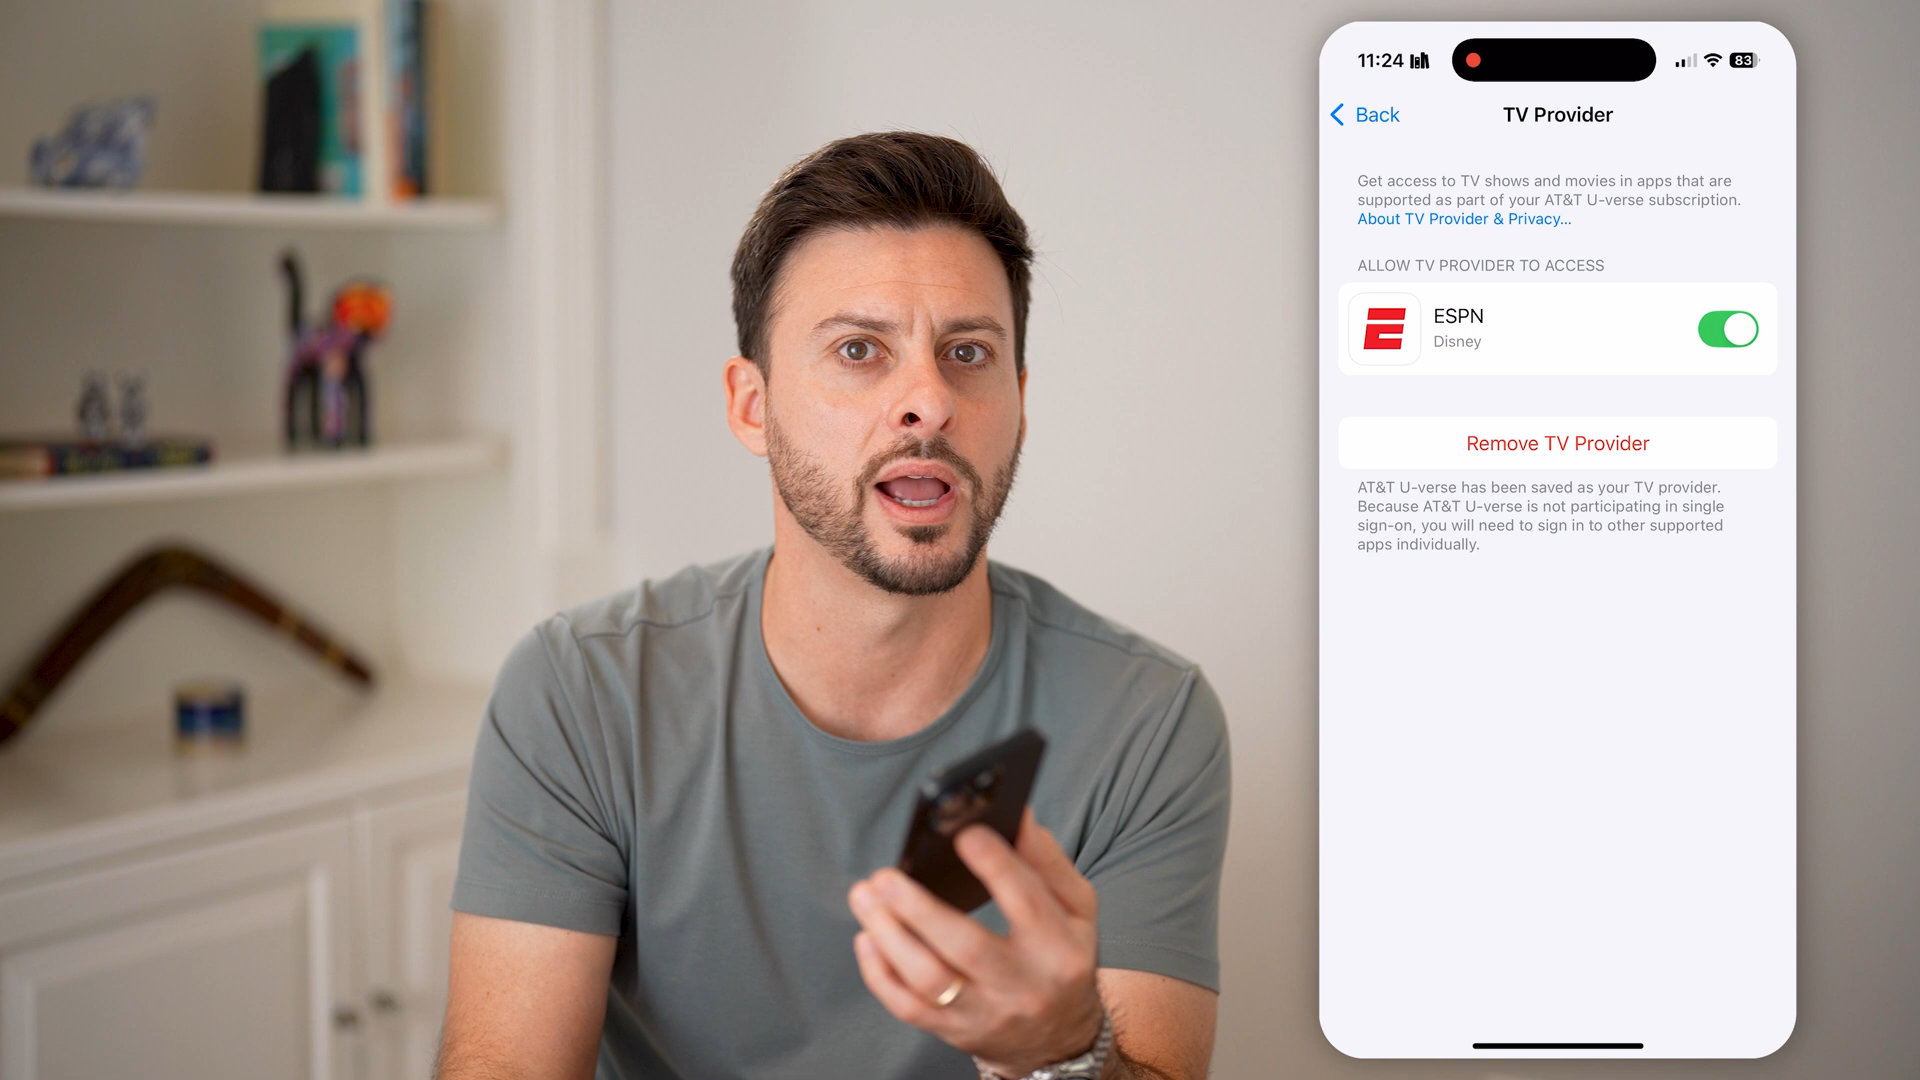 11:24
83
Back
TV Provider
Get access to TV shows and movies in apps that are
supported as part of your AT&T U-verse subscription.
About TV Provider & Privacy...
ALLOW TV PROVIDER TO ACCESS
ESPN
Disney
Remove TV Provider
AT&T U-verse has been saved as your TV provider.
Because AT&T U-verse is not participating in single
sign-on, you will need to sign in to other supported
apps individually.